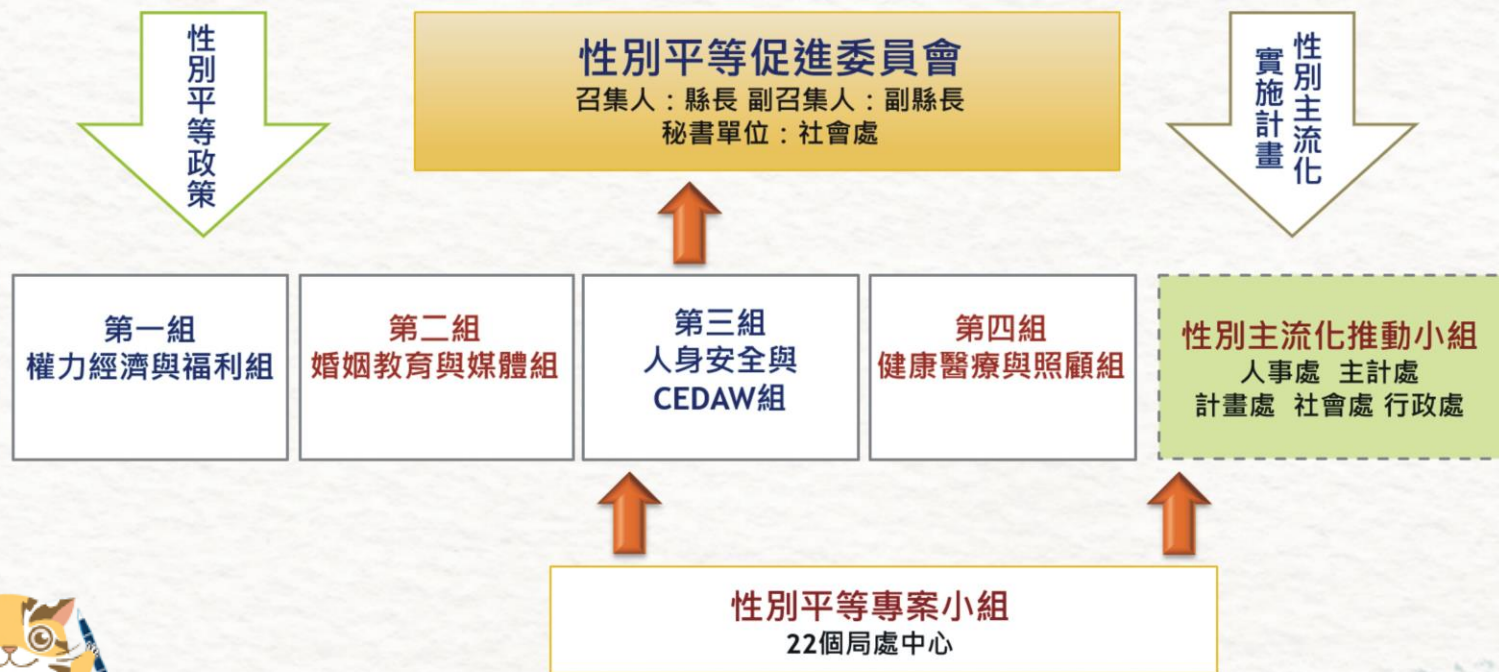 性別平等政策
性別平等促進委員會
召集人：縣長 副召集人：副縣長
秘書單位：社會處
性別主流化
實施計畫
第一組
權力經濟與福利組
第二組
婚姻教育與媒體組
第三組
人身安全與
CEDAW組
第四組
健康醫療與照顧組
性別主流化推動小組
人事處 主計處
計畫處 社會處 行政處
性別平等專案小組
22個局處中心